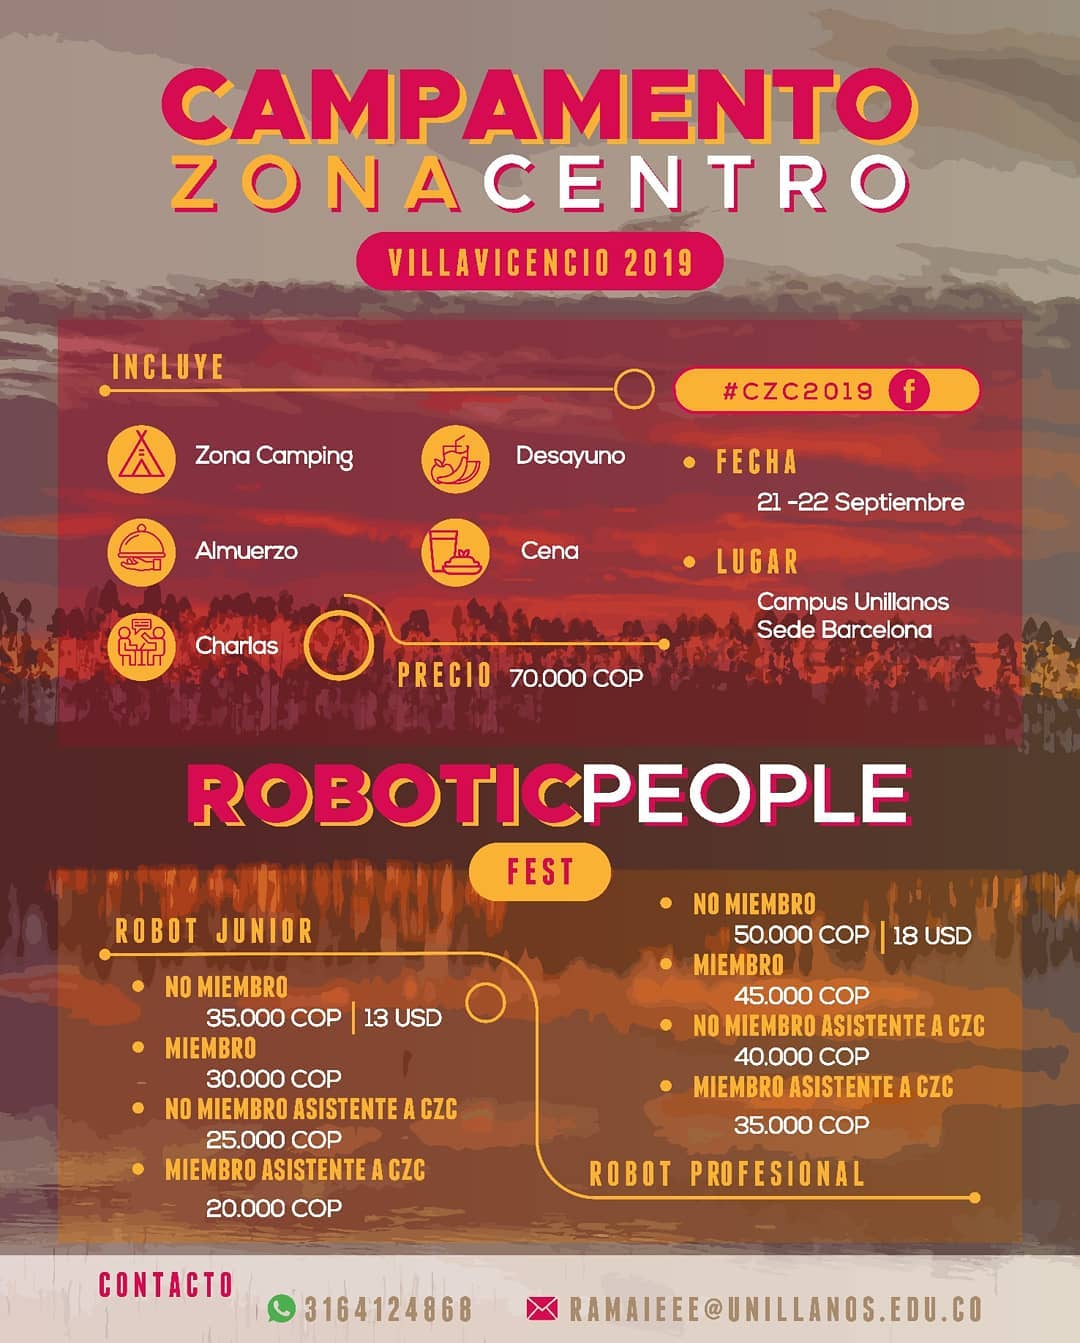 CAMPAMENTO
ZONACENTRO
VILLAVICENCIO 2019
INCLUYE
Zona Camping
Desayuno
Almuerzo
Cena
Charlas
PRECIO 70.000 COP
#CZC2019 f
• FECHA
21 -22 Septiembre
• LUGAR
Campus Unillanos
Sede Barcelona
ROBOTICPEOPLE
FEST
ROBOT JUNIOR
• NO MIEMBRO
35.000 COP | 13 USD
• MIEMBRO
30.000 COP
• NO MIEMBRO ASISTENTE A CZC
25.000 COP
• MIEMBRO ASISTENTE A CZC
20.000 COP
• NO MIEMBRO
50.000 COP | 18 USD
• MIEMBRO
45.000 COP
• NO MIEMBRO ASISTENTE A CZC
40.000 COP
• MIEMBRO ASISTENTE A CZC
35.000 COP
ROBOT PROFESIONAL
CONTACTO
3164124868
RAMAIEEE@UNILLANOS.EDU.CO